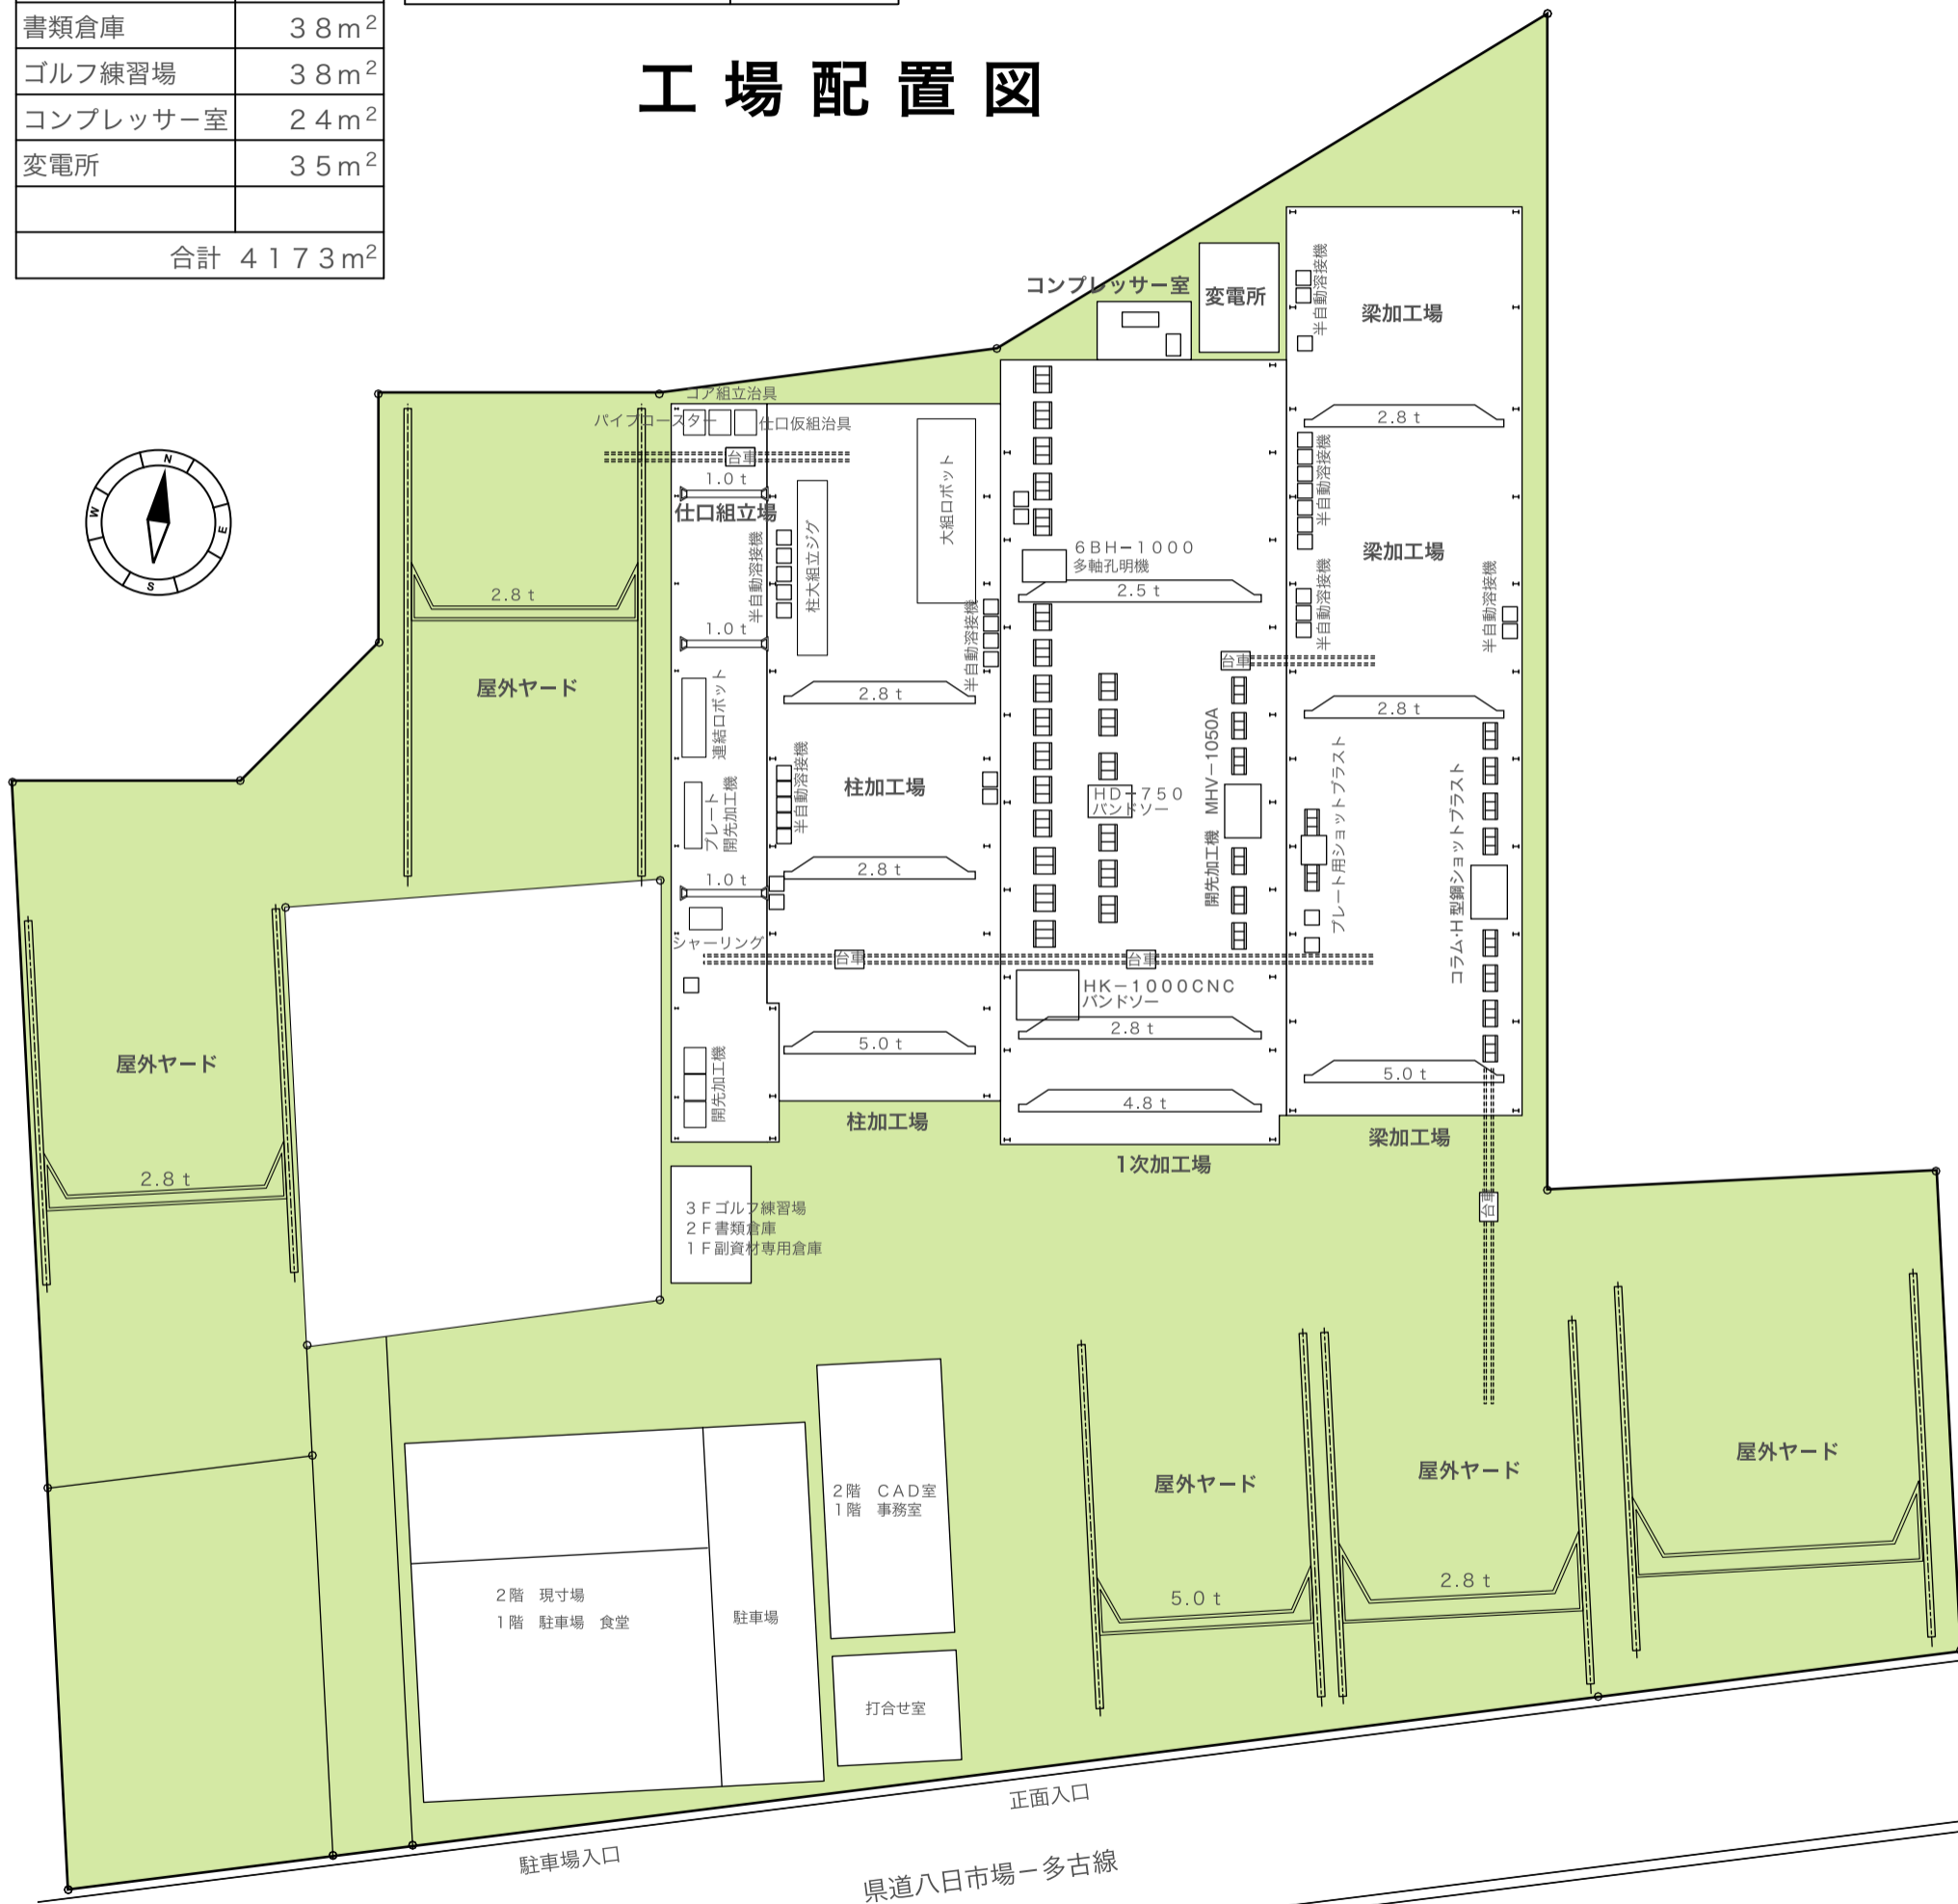 書類倉庫 38m²
ゴルフ練習場 38m²
コンプレッサー室 24m²
変電所 35m²
合計 4173m²
工場配置図
N
W
E
S
コンプレッサー室
変電所
半自動溶接機
梁加工場
2.8t
コア組立治具
パイプコースター
仕口仮組治具
台車
1.0t
仕口組立場
半自動溶接機
柱大組立ジグ
大組ロボット
6BH-1000
多軸孔明機
2.5t
半自動溶接機
梁加工場
半自動溶接機
半自動溶接機
2.8t
屋外ヤード
1.0t
半自動溶接機
台車
2.8t
2.8t
連結ロボット
プレート
開先加工機
半自動溶接機
柱加工場
HD-750
バンドソー
開先加工機 MHV-1050A
プレート用ショットブラスト
コラム・H型鋼ショットブラスト
1.0t
2.8t
シャーリング
台車
台車
HK-1000CNC
バンドソー
2.8t
5.0t
5.0t
4.8t
開先加工機
柱加工場
1次加工場
梁加工場
屋外ヤード
2.8t
3Fゴルフ練習場
2F書類倉庫
1F副資材専用倉庫
台車
2階 CAD室
1階 事務室
屋外ヤード
屋外ヤード
屋外ヤード
5.0t
2.8t
2階 現寸場
1階 駐車場 食堂
駐車場
打合せ室
正面入口
駐車場入口
県道八日市場－多古線